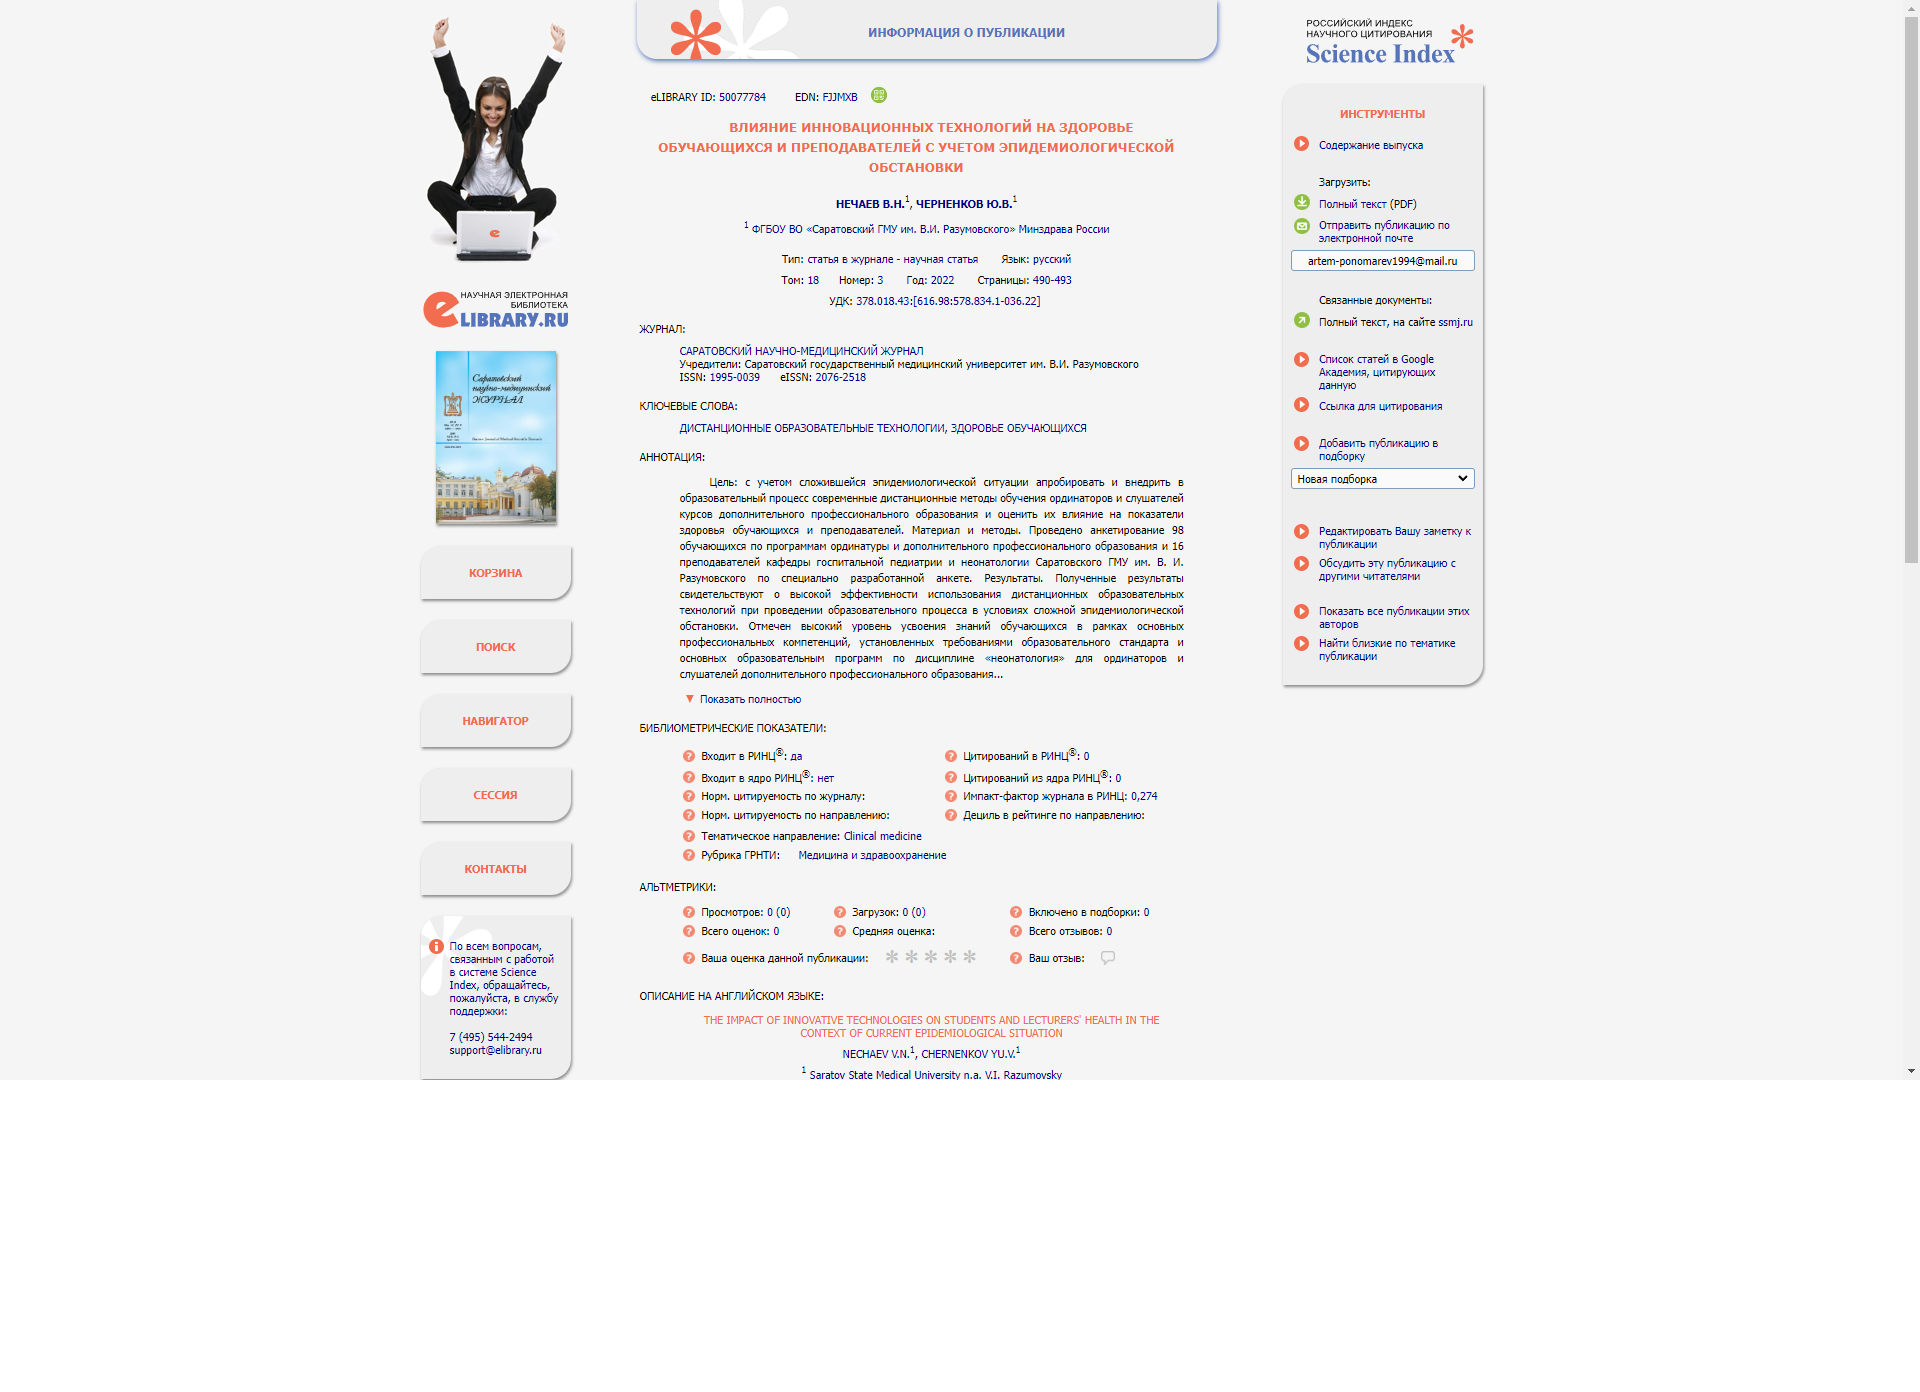 ИНФОРМАЦИЯ О ПУБЛИКАЦИИ
eLIBRARY ID: 50077784 EDN: FJJMXB
ВЛИЯНИЕ ИННОВАЦИОННЫХ ТЕХНОЛОГИЙ НА ЗДОРОВЬЕ
ОБУЧАЮЩИХСЯ И ПРЕПОДАВАТЕЛЕЙ С УЧЕТОМ ЭПИДЕМИОЛОГИЧЕСКОЙ
ОБСТАНОВКИ
НЕЧАЕВ В.Н.1, ЧЕРНЕНКОВ Ю.В.1
1 ФГБОУ ВО «Саратовский ГМУ им. В.И. Разумовского» Минздрава России
Тип: статья в журнале - научная статья Язык: русский
Том: 18 Номер: 3 Год: 2022 Страницы: 490-493
УДК: 378.018.43:[616.98:578.834.1-036.22]
ЖУРНАЛ:
САРАТОВСКИЙ НАУЧНО-МЕДИЦИНСКИЙ ЖУРНАЛ
Учредители: Саратовский государственный медицинский университет им. В.И. Разумовского
ISSN: 1995-0039 eISSN: 2076-2518
КЛЮЧЕВЫЕ СЛОВА:
ДИСТАНЦИОННЫЕ ОБРАЗОВАТЕЛЬНЫЕ ТЕХНОЛОГИИ, ЗДОРОВЬЕ ОБУЧАЮЩИХСЯ
АННОТАЦИЯ:
Цель: с учетом сложившейся эпидемиологической ситуации апробировать и внедрить в
образовательный процесс современные дистанционные методы обучения ординаторов и слушателей
курсов дополнительного профессионального образования и оценить их влияние на показатели
здоровья обучающихся и преподавателей. Материал и методы. Проведено анкетирование 98
обучающихся по программам ординатуры и дополнительного профессионального образования и 16
преподавателей кафедры госпитальной педиатрии и неонатологии Саратовского ГМУ им. В. И.
Разумовского по специально разработанной анкете. Результаты. Полученные результаты
свидетельствуют о высокой эффективности использования дистанционных образовательных
технологий при проведении образовательного процесса в условиях сложной эпидемиологической
обстановки. Отмечен высокий уровень усвоения знаний обучающихся в рамках основных
профессиональных компетенций, установленных требованиями образовательного стандарта и
основных образовательным программ по дисциплине «неонатология» для ординаторов и
слушателей дополнительного профессионального образования...
Показать полностью
БИБЛИОМЕТРИЧЕСКИЕ ПОКАЗАТЕЛИ:
Входит в РИНЦ®: да Цитирований в РИНЦ®: 0
Входит в ядро РИНЦ®: нет Цитирований из ядра РИНЦ®: 0
Норм. цитируемость по журналу: Импакт-фактор журнала в РИНЦ: 0,274
Норм. цитируемость по направлению: Дециль в рейтинге по направлению:
Тематическое направление: Clinical medicine
Рубрика ГРНТИ: Медицина и здравоохранение
АЛЬТМЕТРИКИ:
Просмотров: 0 (0) Загрузок: 0 (0) Включено в подборки: 0
Всего оценок: 0 Средняя оценка: Всего отзывов: 0
Ваша оценка данной публикации: Ваш отзыв:
ОПИСАНИЕ НА АНГЛИЙСКОМ ЯЗЫКЕ:
THE IMPACT OF INNOVATIVE TECHNOLOGIES ON STUDENTS AND LECTURERS' HEALTH IN THE
CONTEXT OF CURRENT EPIDEMIOLOGICAL SITUATION
NECHAEV V.N.1, CHERNENKOV YU.V.1
1 Saratov State Medical University n.a. V.I. Razumovsky
НАУЧНАЯ ЭЛЕКТРОННАЯ
БИБЛИОТЕКА
eLIBRARY.RU
Саратовский
научно-медицинский
ЖУРНАЛ
КОРЗИНА
ПОИСК
НАВИГАТОР
СЕССИЯ
КОНТАКТЫ
По всем вопросам,
связанным с работой
в системе Science
Index, обращайтесь,
пожалуйста, в службу
поддержки:
7 (495) 544-2494
support@elibrary.ru
РОССИЙСКИЙ ИНДЕКС
НАУЧНОГО ЦИТИРОВАНИЯ
Science Index
ИНСТРУМЕНТЫ
Содержание выпуска
Загрузить:
Полный текст (PDF)
Отправить публикацию по
электронной почте
artem-ponomarev1994@mail.ru
Связанные документы:
Полный текст, на сайте ssmj.ru
Список статей в Google
Академия, цитирующих
данную
Ссылка для цитирования
Добавить публикацию в
подборку
Новая подборка
Редактировать Вашу заметку к
публикации
Обсудить эту публикацию с
другими читателями
Показать все публикации этих
авторов
Найти близкие по тематике
публикации